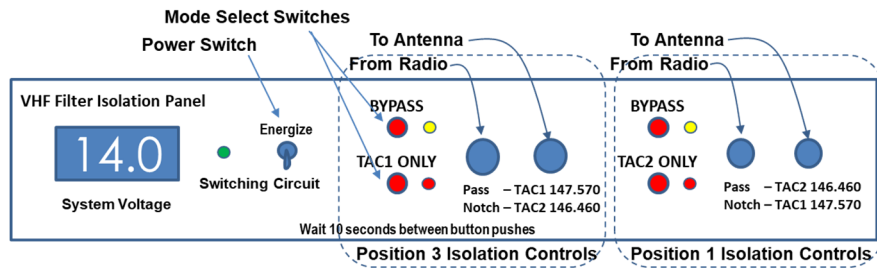 Mode Select Switches
Power Switch
To Antenna
From Radio
To Antenna
From Radio
VHF Filter Isolation Panel
14.0
System Voltage
Energize
Switching Circuit
BYPASS
TAC1 ONLY
Pass – TAC1 147.570
Notch – TAC2 146.460
BYPASS
TAC2 ONLY
Pass – TAC2 146.460
Notch – TAC1 147.570
Wait 10 seconds between button pushes
Position 3 Isolation Controls
Position 1 Isolation Controls